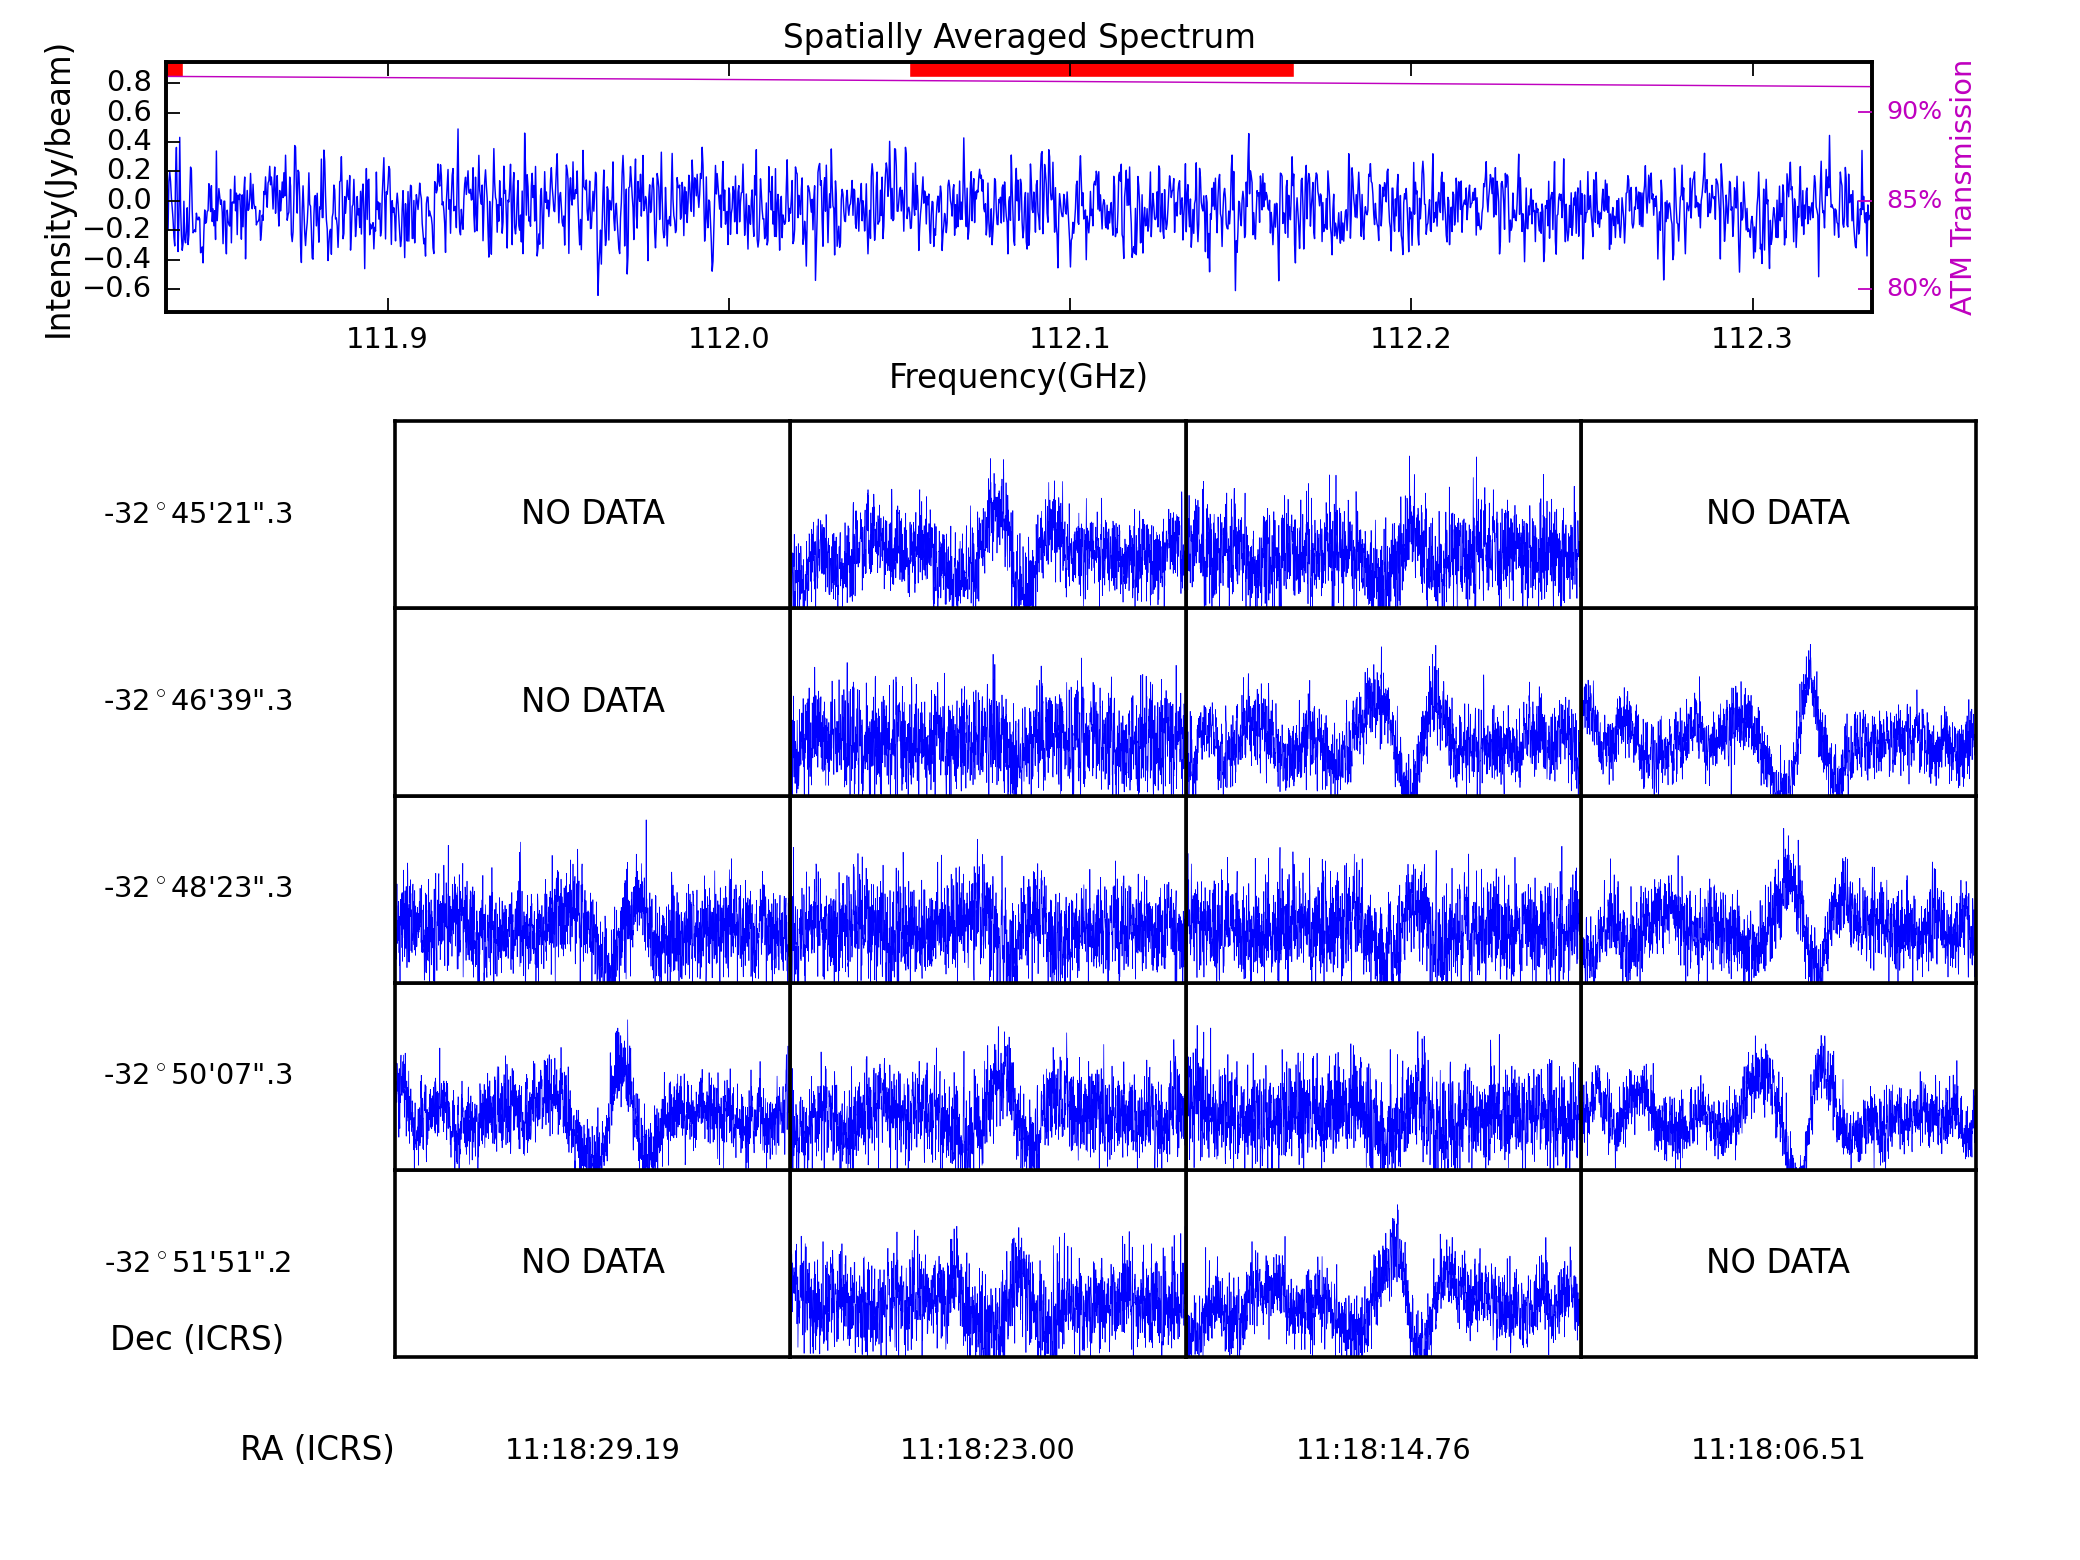 Spatially Averaged Spectrum
Intensity(Jy/beam)
0.8
0.6
0.4
0.2
0.0
−0.2
−0.4
−0.6
90%
85%
80%
ATM Transmission
111.9 112.0 112.1 112.2 112.3
Frequency(GHz)
-32°45'21".3 NO DATA NO DATA
-32°46'39".3 NO DATA
-32°48'23".3
-32°50'07".3
-32°51'51".2 NO DATA NO DATA
Dec (ICRS)
RA (ICRS) 11:18:29.19 11:18:23.00 11:18:14.76 11:18:06.51